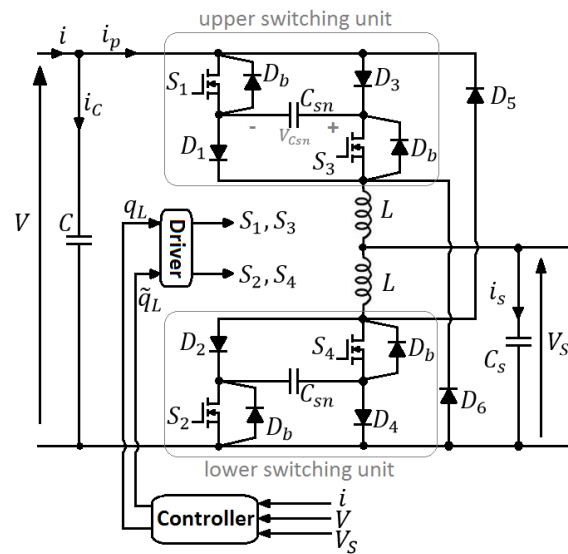 upper switching unit
i
i_p
S_1
D_b
D_3
C_sn
D_5
i_C
-
V_Csn
+
D_1
S_3
D_b
V
C
q_L
Driver
S_1, S_3
L
q̃_L
S_2, S_4
L
i_s
V_S
C_s
D_2
S_4
D_b
C_sn
S_2
D_b
D_4
D_6
lower switching unit
Controller
i
V
V_S